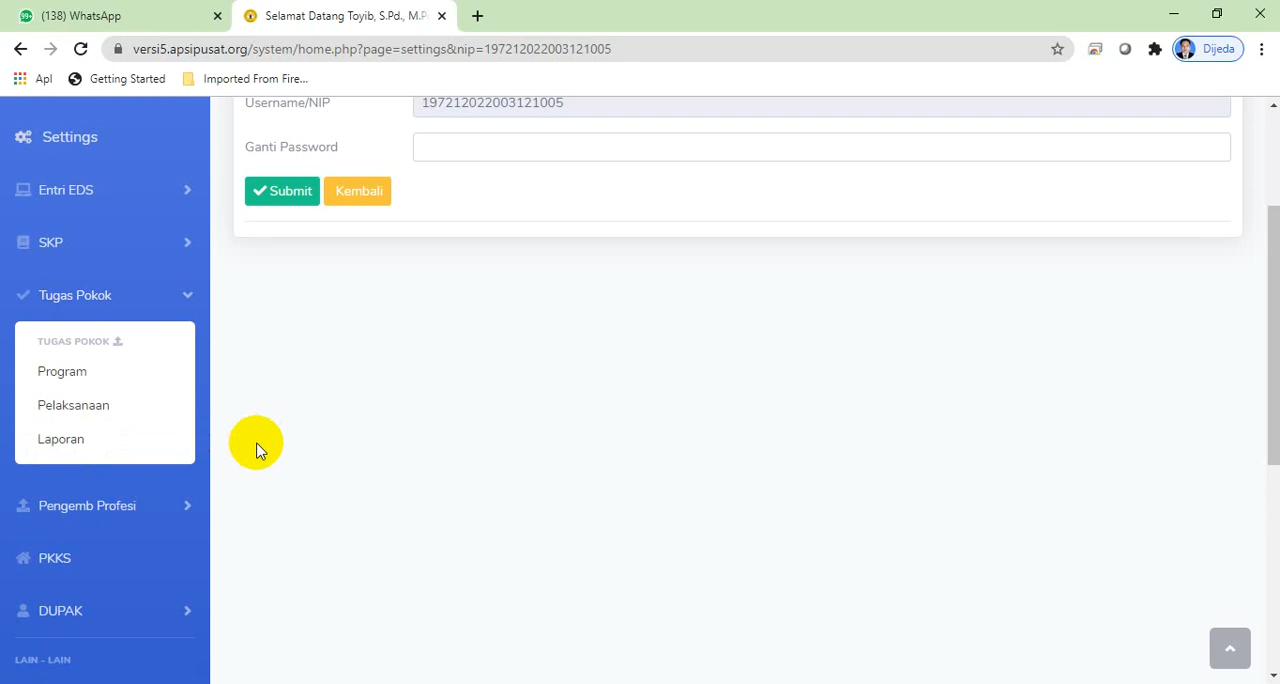 (138) WhatsApp
Selamat Datang Toyib, S.Pd., M.P
versi5.apsipusat.org/system/home.php?page=settings&nip=197212022003121005
Dijeda
Apl
Getting Started
Imported From Fire...
Settings
Entri EDS
SKP
Tugas Pokok
TUGAS POKOK
Program
Pelaksanaan
Laporan
Pengemb Profesi
PKKS
DUPAK
LAIN - LAIN
Username/NIP
197212022003121005
Ganti Password
Submit
Kembali